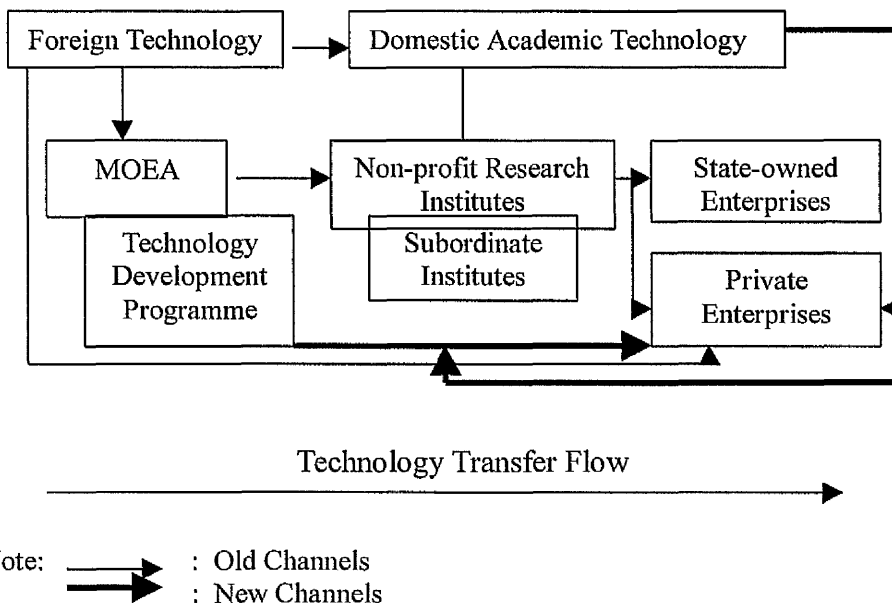 Foreign Technology
Domestic Academic Technology
MOEA
Non-profit Research
Institutes
State-owned
Enterprises
Technology
Development
Programme
Subordinate
Institutes
Private
Enterprises
Technology Transfer Flow
ote:
: Old Channels
: New Channels